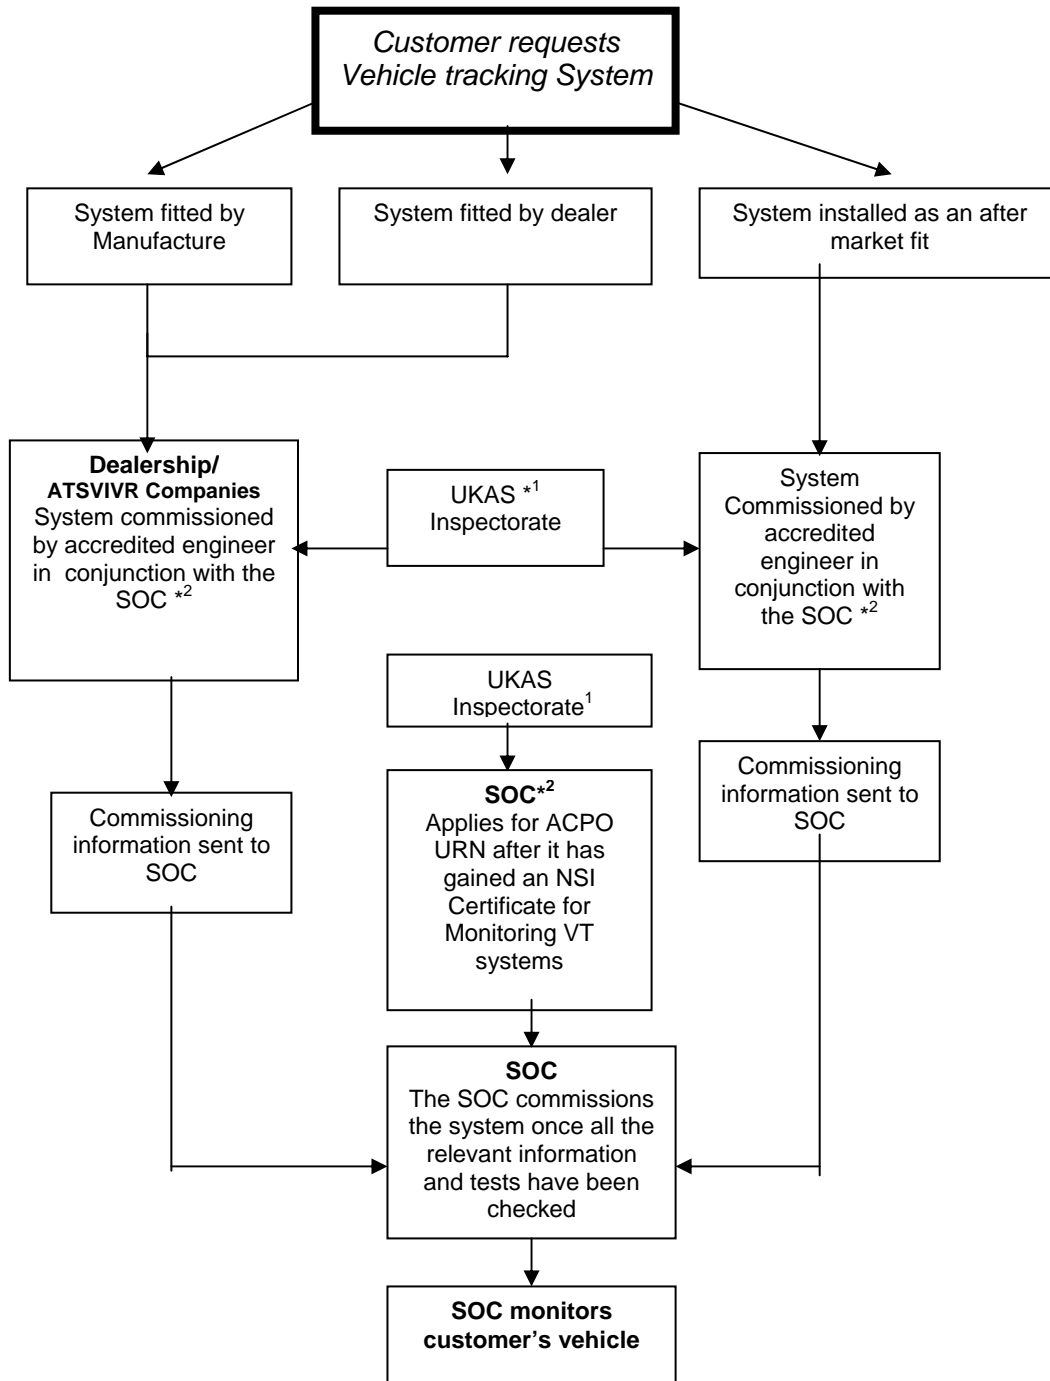 Customer requests
Vehicle tracking System
System fitted by
Manufacture
System fitted by dealer
System installed as an after
market fit
Dealership/
ATSVIVR Companies
System commissioned
by accredited engineer
in conjunction with the
SOC *2
UKAS *1
Inspectorate
System
Commissioned by
accredited
engineer in
conjunction with
the SOC *2
UKAS
Inspectorate1
Commissioning
information sent to
SOC
SOC*2
Applies for ACPO
URN after it has
gained an NSI
Certificate for
Monitoring VT
systems
Commissioning
information sent to
SOC
SOC
The SOC commissions
the system once all the
relevant information
and tests have been
checked
SOC monitors
customer’s vehicle